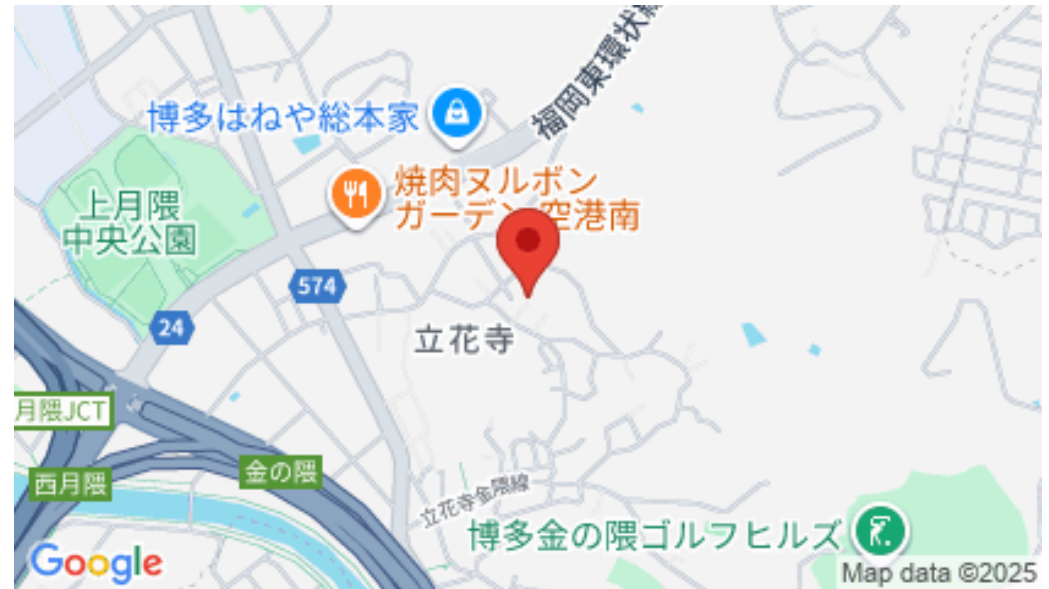 福岡東環状線
博多はねや総本家
焼肉ヌルボン
ガーデン 空港南
上月隈
中央公園
574
24
立花寺
月隈JCT
西月隈
金の隈
立花寺金隈線
博多金の隈ゴルフヒルズ
Google
Map data ©2025